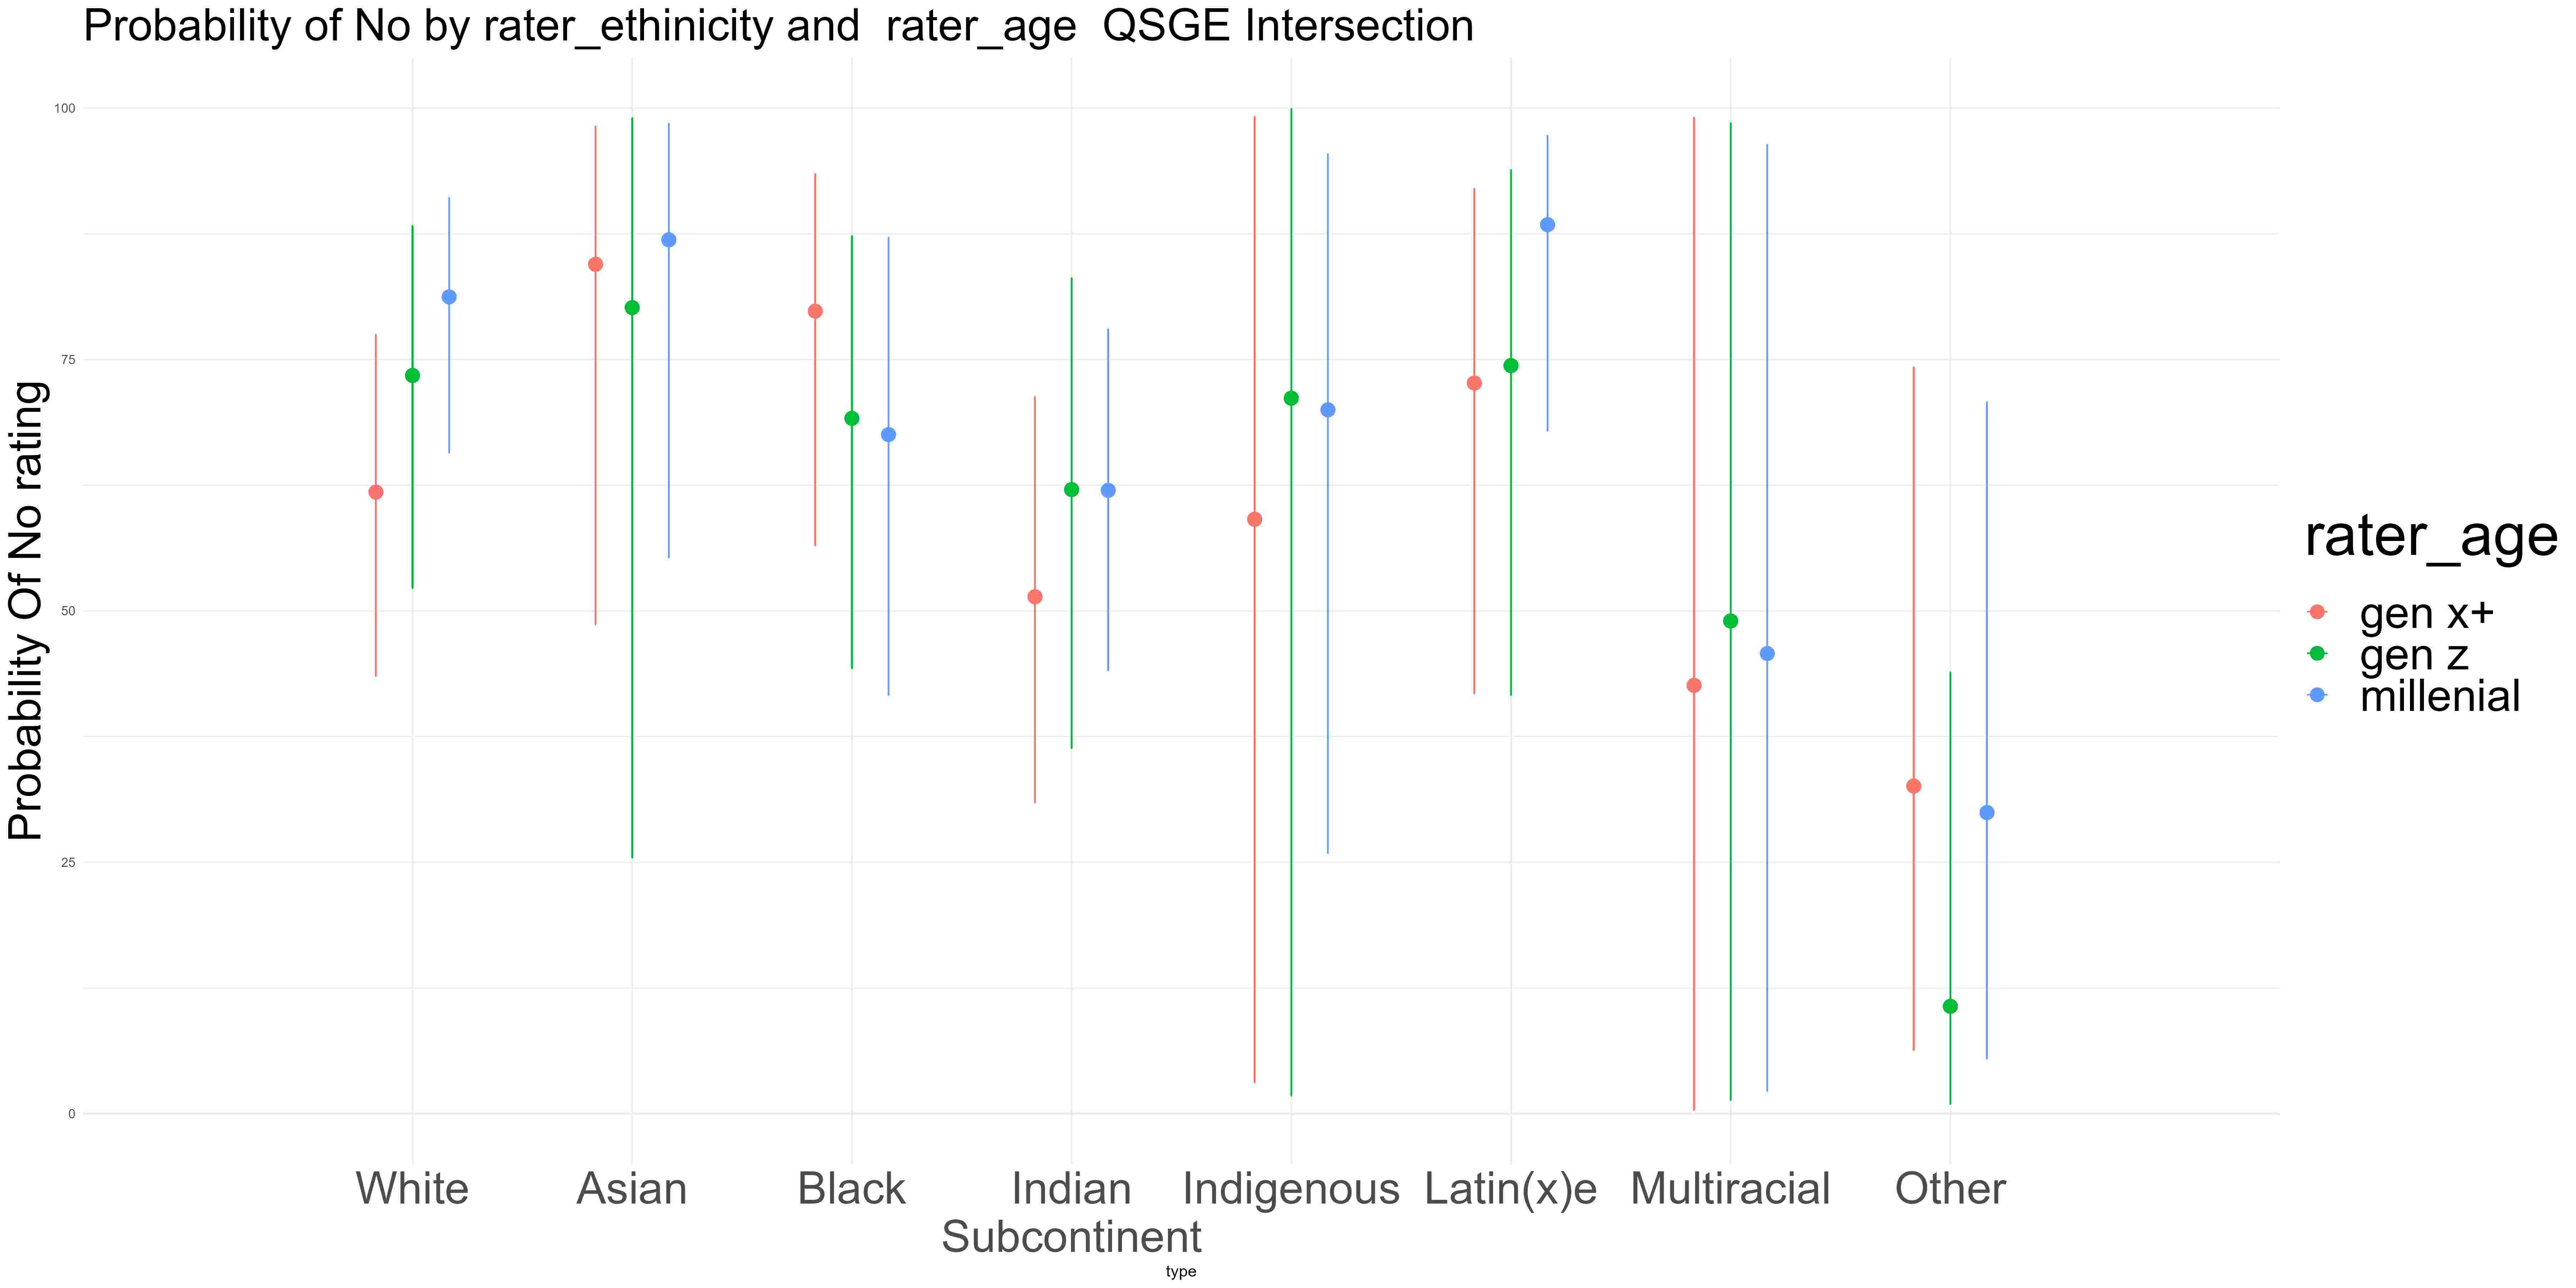 Probability of No by rater_ethinicity and  rater_age  QSGE Intersection
Probability Of No rating
100
75
50
25
0
White Asian Black Indian Indigenous Latin(x)e Multiracial Other
Subcontinent
type
rater_age
gen x+
gen z
millenial